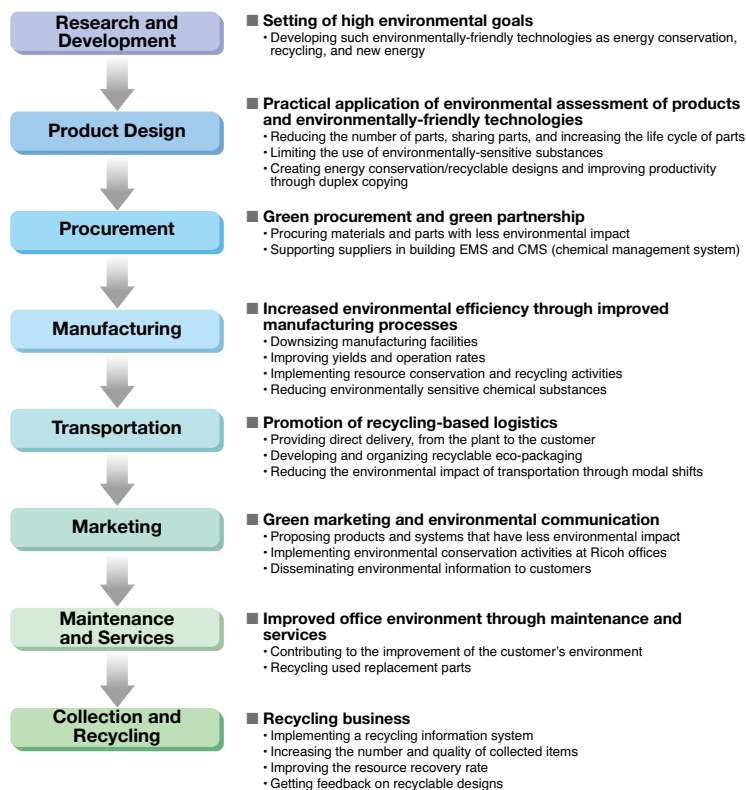 Research and
Development
■ Setting of high environmental goals
• Developing such environmentally-friendly technologies as energy conservation,
recycling, and new energy
Product Design
■ Practical application of environmental assessment of products
and environmentally-friendly technologies
• Reducing the number of parts, sharing parts, and increasing the life cycle of parts
• Limiting the use of environmentally-sensitive substances
• Creating energy conservation/recyclable designs and improving productivity
through duplex copying
Procurement
■ Green procurement and green partnership
• Procuring materials and parts with less environmental impact
• Supporting suppliers in building EMS and CMS (chemical management system)
Manufacturing
■ Increased environmental efficiency through improved
manufacturing processes
• Downsizing manufacturing facilities
• Improving yields and operation rates
• Implementing resource conservation and recycling activities
• Reducing environmentally sensitive chemical substances
Transportation
■ Promotion of recycling-based logistics
• Providing direct delivery, from the plant to the customer
• Developing and organizing recyclable eco-packaging
• Reducing the environmental impact of transportation through modal shifts
Marketing
■ Green marketing and environmental communication
• Proposing products and systems that have less environmental impact
• Implementing environmental conservation activities at Ricoh offices
• Disseminating environmental information to customers
Maintenance
and Services
■ Improved office environment through maintenance and
services
• Contributing to the improvement of the customer's environment
• Recycling used replacement parts
Collection and
Recycling
■ Recycling business
• Implementing a recycling information system
• Increasing the number and quality of collected items
• Improving the resource recovery rate
• Getting feedback on recyclable designs